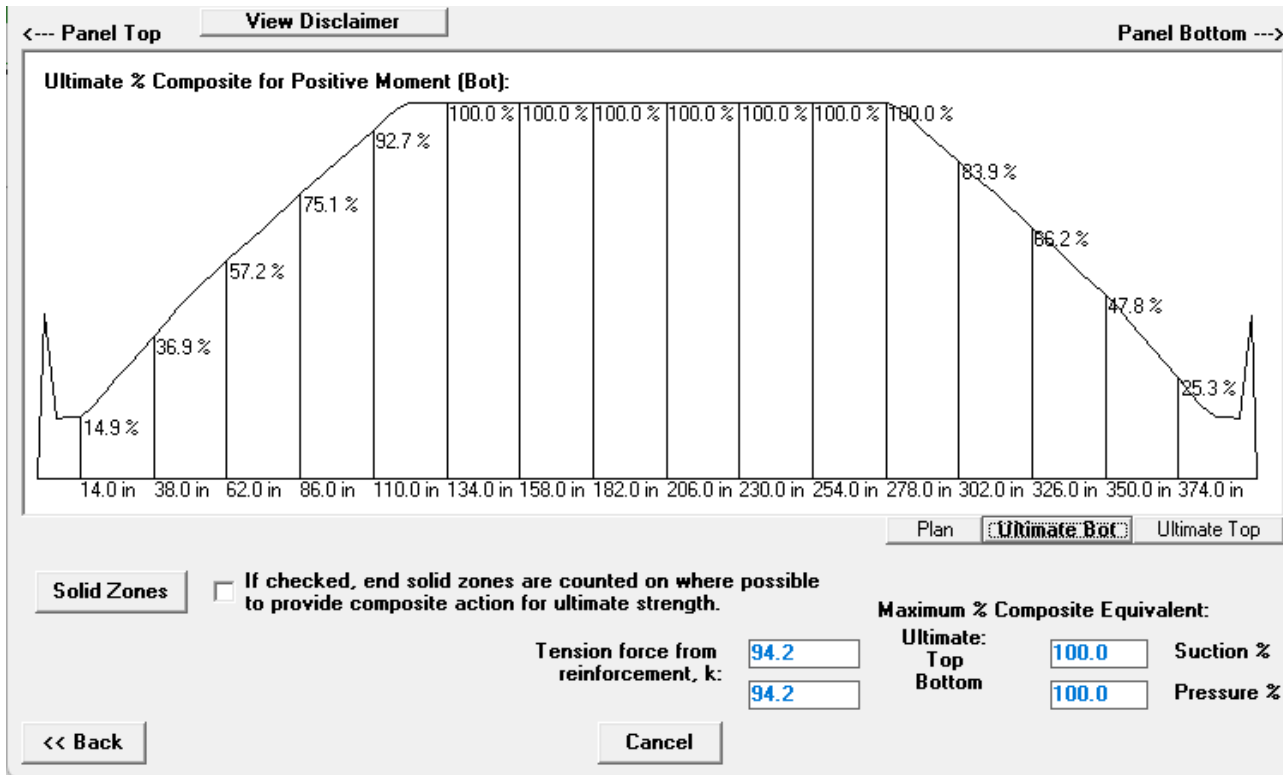 View Disclaimer
<--- Panel Top
Panel Bottom --->
Ultimate % Composite for Positive Moment (Bot):
100.0 % 100.0 % 100.0 % 100.0 % 100.0 % 100.0 % 100.0 %
92.7 %
83.9 %
75.1 %
66.2 %
57.2 %
47.8 %
36.9 %
25.3 %
14.9 %
14.0 in 38.0 in 62.0 in 86.0 in 110.0 in 134.0 in 158.0 in 182.0 in 206.0 in 230.0 in 254.0 in 278.0 in 302.0 in 326.0 in 350.0 in 374.0 in
Plan Ultimate Bot Ultimate Top
Solid Zones
If checked, end solid zones are counted on where possible
to provide composite action for ultimate strength.
Maximum % Composite Equivalent:
Tension force from
reinforcement, k:
94.2
94.2
Ultimate:
Top
Bottom
100.0 Suction %
100.0 Pressure %
<< Back
Cancel